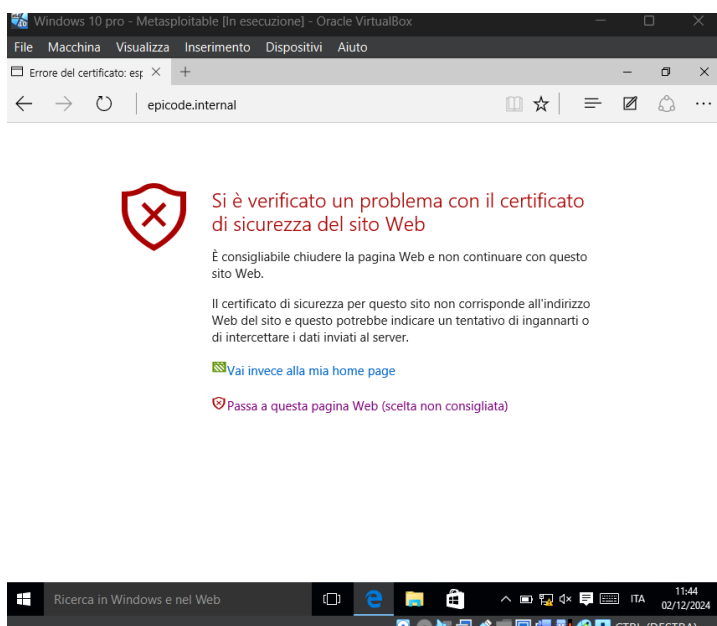 Windows 10 pro - Metasploitable [In esecuzione] - Oracle VirtualBox
File Macchina Visualizza Inserimento Dispositivi Aiuto
Errore del certificato: esp
epicode.internal
Si è verificato un problema con il certificato
di sicurezza del sito Web
È consigliabile chiudere la pagina Web e non continuare con questo
sito Web.
Il certificato di sicurezza per questo sito non corrisponde all'indirizzo
Web del sito e questo potrebbe indicare un tentativo di ingannarti o
di intercettare i dati inviati al server.
Vai invece alla mia home page
Passa a questa pagina Web (scelta non consigliata)
Ricerca in Windows e nel Web
ITA
11:44
02/12/2024
CTRL (DESTRA)